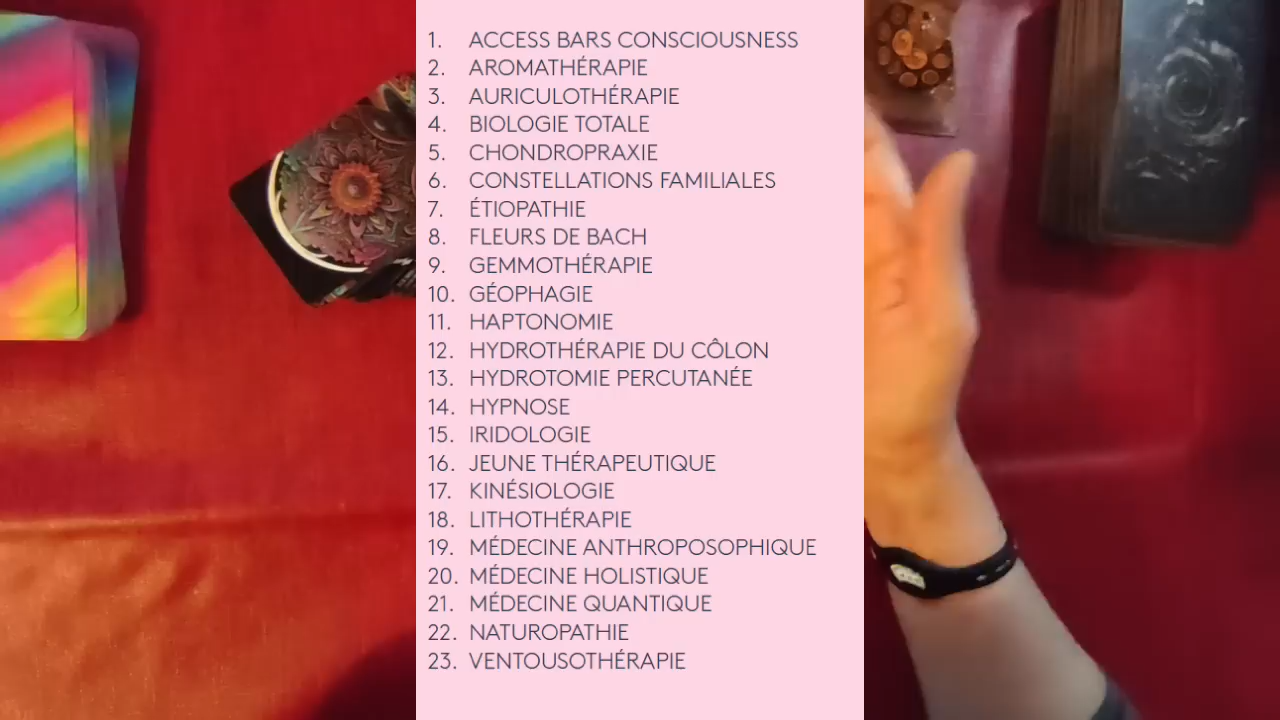 1. ACCESS BARS CONSCIOUSNESS
2. AROMATHÉRAPIE
3. AURICULOTHÉRAPIE
4. BIOLOGIE TOTALE
5. CHONDROPRAXIE
6. CONSTELLATIONS FAMILIALES
7. ÉTIOPATHIE
8. FLEURS DE BACH
9. GEMMOTHÉRAPIE
10. GÉOPHAGIE
11. HAPTONOMIE
12. HYDROTHÉRAPIE DU CÔLON
13. HYDROTOMIE PERCUTANÉE
14. HYPNOSE
15. IRIDOLOGIE
16. JEUNE THÉRAPEUTIQUE
17. KINÉSIOLOGIE
18. LITHOTHÉRAPIE
19. MÉDECINE ANTHROPOSOPHIQUE
20. MÉDECINE HOLISTIQUE
21. MÉDECINE QUANTIQUE
22. NATUROPATHIE
23. VENTOUSOTHÉRAPIE